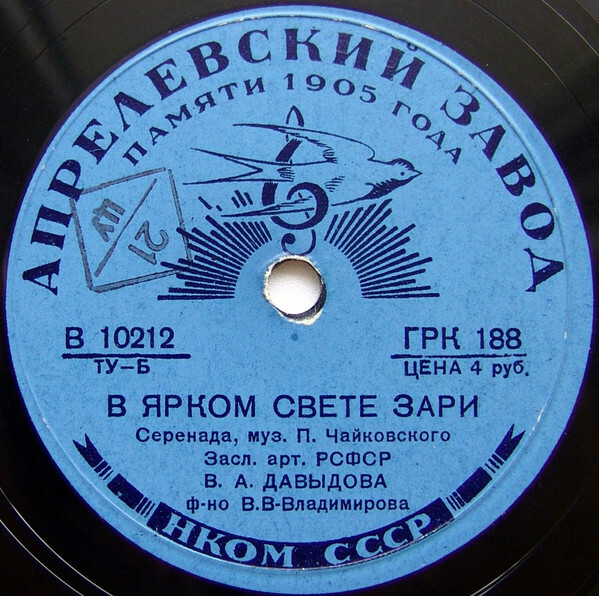 АПРЕЛЕВСКИЙ ЗАВОД
ПАМЯТИ 1905 ГОДА
21
В 10212
ТУ–Б
ГРК 188
ЦЕНА 4 руб.
В ЯРКОМ СВЕТЕ ЗАРИ
Серенада, муз. П. Чайковского
Засл. арт. РСФСР
В. А. ДАВЫДОВА
ф-но В.В-Владимирова
НКОМ СССР